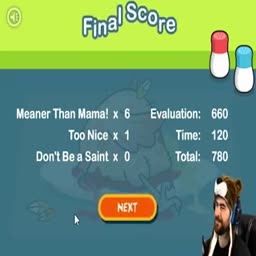 Final Score
Meaner Than Mama! x 6 Evaluation: 660
Too Nice x 1 Time: 120
Don't Be a Saint x 0 Total: 780
NEXT